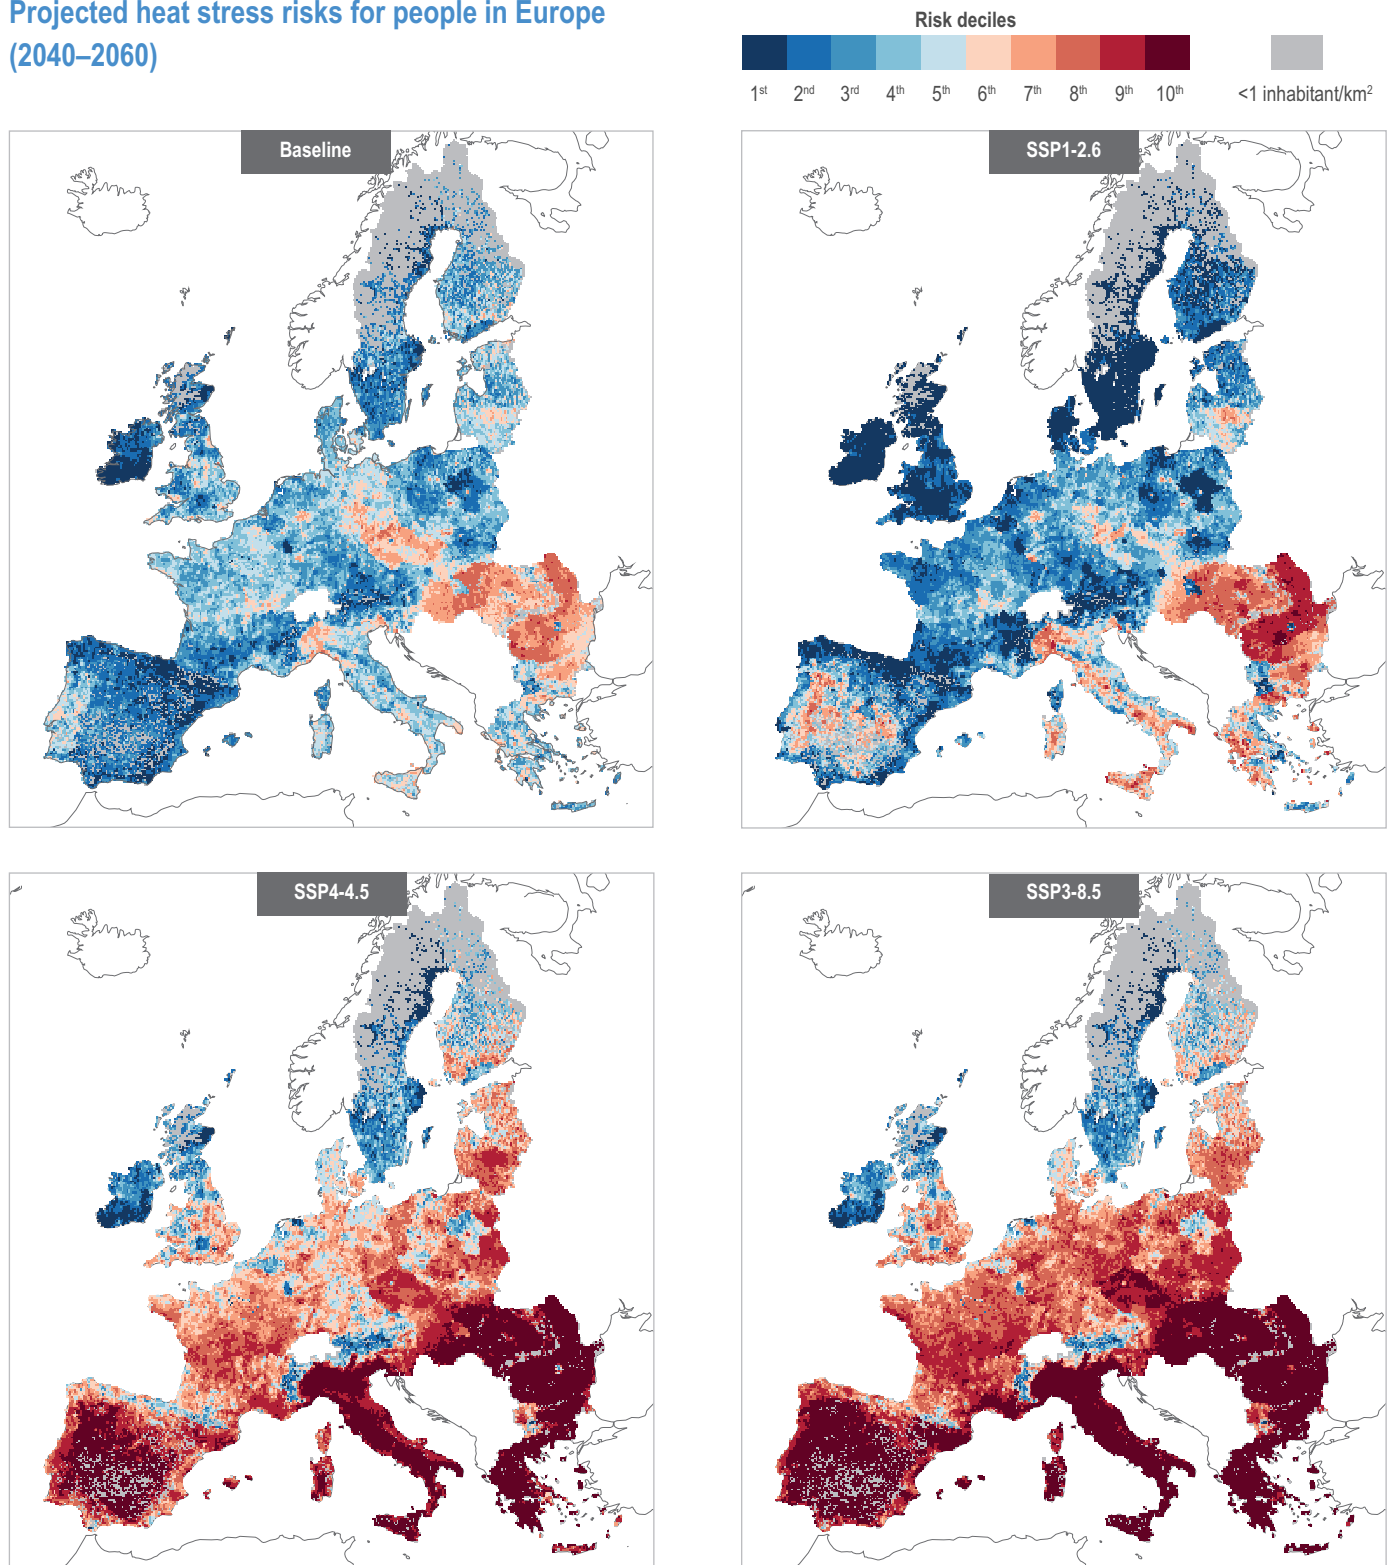 Projected heat stress risks for people in Europe
(2040–2060)
Risk deciles
1st 2nd 3rd 4th 5th 6th 7th 8th 9th 10th <1 inhabitant/km²
Baseline
SSP1-2.6
SSP4-4.5
SSP3-8.5